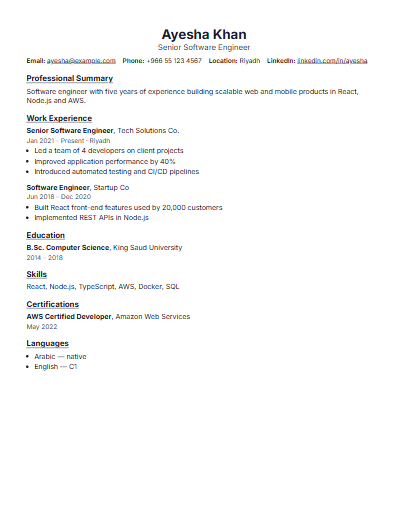 Ayesha Khan
Senior Software Engineer
Email: ayesha@example.com Phone: +966 55 123 4567 Location: Riyadh LinkedIn: linkedin.com/in/ayesha
Professional Summary
Software engineer with five years of experience building scalable web and mobile products in React,
Node.js and AWS.
Work Experience
Senior Software Engineer, Tech Solutions Co.
Jan 2021 - Present · Riyadh
• Led a team of 4 developers on client projects
• Improved application performance by 40%
• Introduced automated testing and CI/CD pipelines
Software Engineer, Startup Co
Jun 2018 - Dec 2020
• Built React front-end features used by 20,000 customers
• Implemented REST APIs in Node.js
Education
B.Sc. Computer Science, King Saud University
2014 - 2018
Skills
React, Node.js, TypeScript, AWS, Docker, SQL
Certifications
AWS Certified Developer, Amazon Web Services
May 2022
Languages
• Arabic — native
• English — C1